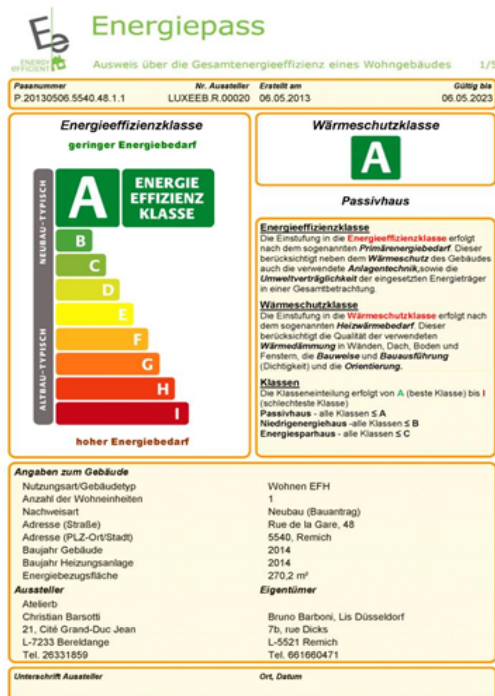 Energiepass
ENERGY
EFFICIENT
Ausweis über die Gesamtenergieeffizienz eines Wohngebäudes 1/5
Passnummer Nr. Aussteller Erstellt am Gültig bis
P.20130506.5540.48.1.1 LUXEEB.R.00020 06.05.2013 06.05.2023
Energieeffizienzklasse
geringer Energiebedarf
NEUBAU-TYPISCH
ALTBAU-TYPISCH
A ENERGIE
EFFIZIENZ
KLASSE
B
C
D
E
F
G
H
I
hoher Energiebedarf
Wärmeschutzklasse
A
Passivhaus
Energieeffizienzklasse
Die Einstufung in die Energieeffizienzklasse erfolgt
nach dem sogenannten Primärenergiebedarf. Dieser
berücksichtigt neben dem Wärmeschutz des Gebäudes
auch die verwendete Anlagentechnik,sowie die
Umweltverträglichkeit der eingesetzten Energieträger
in einer Gesamtbetrachtung.
Wärmeschutzklasse
Die Einstufung in die Wärmeschutzklasse erfolgt nach
dem sogenannten Heizwärmebedarf. Dieser
berücksichtigt die Qualität der verwendeten
Wärmedämmung in Wänden, Dach, Boden und
Fenstern, die Bauweise und Bauausführung
(Dichtigkeit) und die Orientierung.
Klassen
Die Klasseneinteilung erfolgt von A (beste Klasse) bis I
(schlechteste Klasse)
Passivhaus - alle Klassen ≤ A
Niedrigenergiehaus -alle Klassen ≤ B
Energiesparhaus - alle Klassen ≤ C
Angaben zum Gebäude
Nutzungsart/Gebäudetyp Wohnen EFH
Anzahl der Wohneinheiten 1
Nachweisart Neubau (Bauantrag)
Adresse (Straße) Rue de la Gare, 48
Adresse (PLZ-Ort/Stadt) 5540, Remich
Baujahr Gebäude 2014
Baujahr Heizungsanlage 2014
Energiebezugsfläche 270,2 m²
Aussteller Eigentümer
Atelierb
Christian Barsotti Bruno Barboni, Lis Düsseldorf
21, Cité Grand-Duc Jean 7b, rue Dicks
L-7233 Bereldange L-5521 Remich
Tel. 26331859 Tel. 661660471
Unterschrift Aussteller Ort, Datum